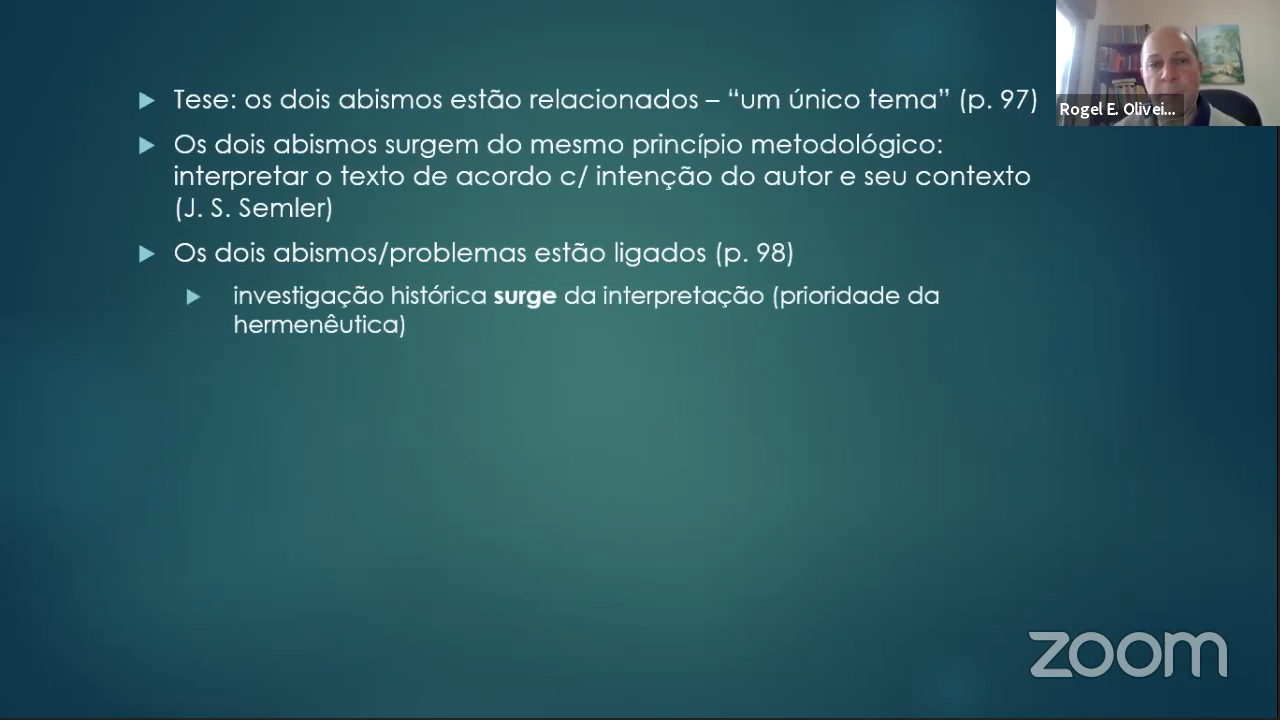 Tese: os dois abismos estão relacionados – “um único tema” (p. 97)
Os dois abismos surgem do mesmo princípio metodológico:
interpretar o texto de acordo c/ intenção do autor e seu contexto
(J. S. Semler)
Os dois abismos/problemas estão ligados (p. 98)
investigação histórica surge da interpretação (prioridade da
hermenêutica)
Rogel E. Olivei...
zoom